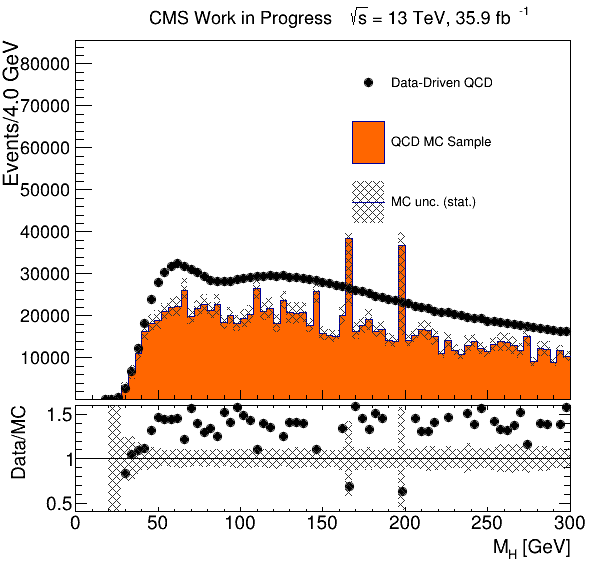 CMS Work in Progress √s = 13 TeV, 35.9 fb⁻¹
Events/4.0 GeV
80000
70000
60000
50000
40000
30000
20000
10000
Data-Driven QCD
QCD MC Sample
MC unc. (stat.)
Data/MC
1.5
1
0.5
0 50 100 150 200 250 300
M_H [GeV]